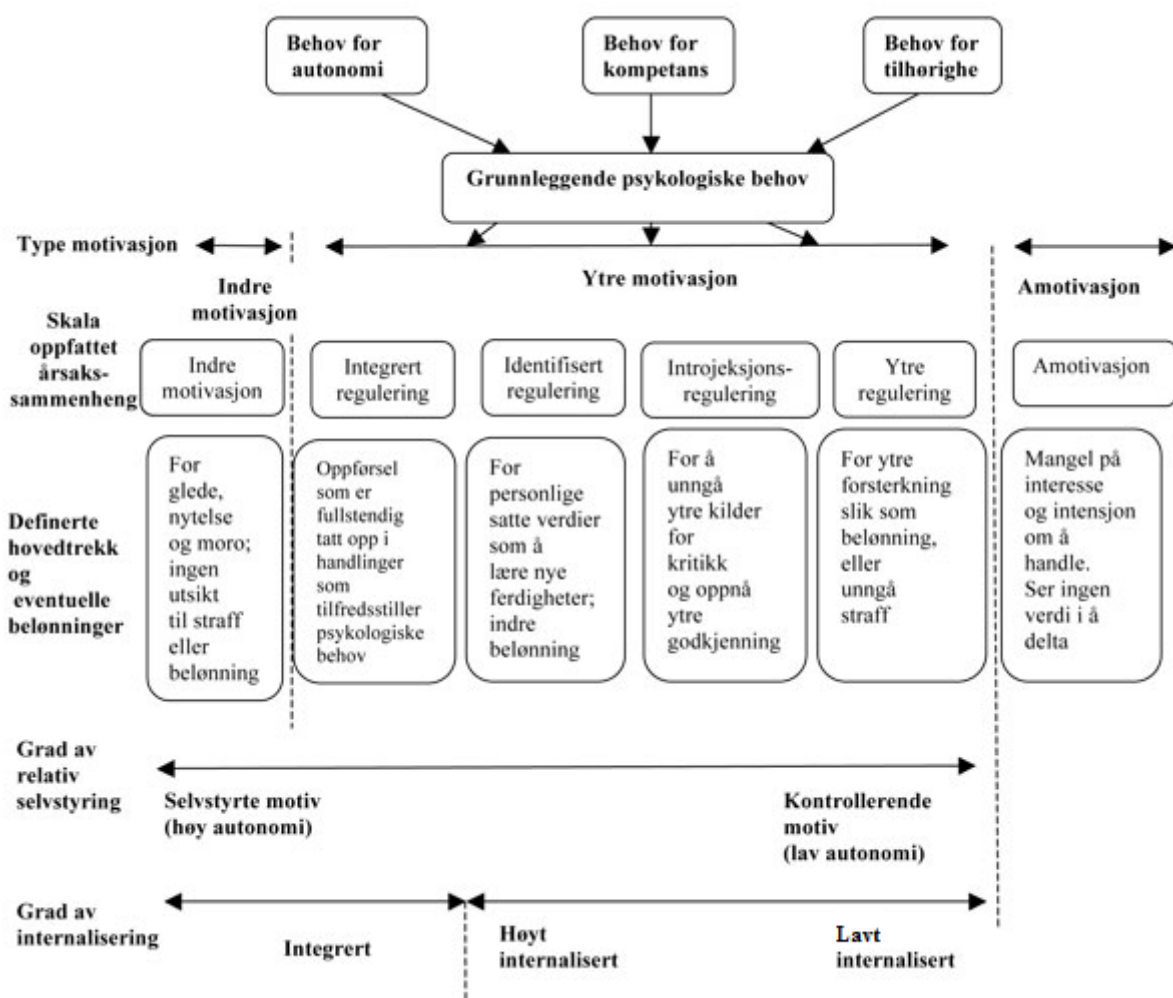 Behov for
autonomi
Behov for
kompetans
Behov for
tilhørighe
Grunnleggende psykologiske behov
Type motivasjon
Indre
motivasjon
Ytre motivasjon
Amotivasjon
Skala
oppfattet
årsaks-
sammenheng
Indre
motivasjon
Integrert
regulering
Identifisert
regulering
Introjeksjons-
regulering
Ytre
regulering
Amotivasjon
Definerte
hovedtrekk
og
eventuelle
belønninger
For
glede,
nytelse
og moro;
ingen
utsikt
til straff
eller
belønning
Oppførsel
som er
fullstendig
tatt opp i
handlinger
som
tilfredsstiller
psykologiske
behov
For
personlige
satte verdier
som å
lære nye
ferdigheter;
indre
belønning
For å
unngå
ytre kilder
for
kritikk
og oppnå
ytre
godkjenning
For ytre
forsterkning
slik som
belønning,
eller
unngå
straff
Mangel på
interesse
og intensjon
om å
handle.
Ser ingen
verdi i å
delta
Grad av
relativ
selvstyring
Selvstyrte motiv
(høy autonomi)
Kontrollerende
motiv
(lav autonomi)
Grad av
internalisering
Integrert
Høyt
internalisert
Lavt
internalisert